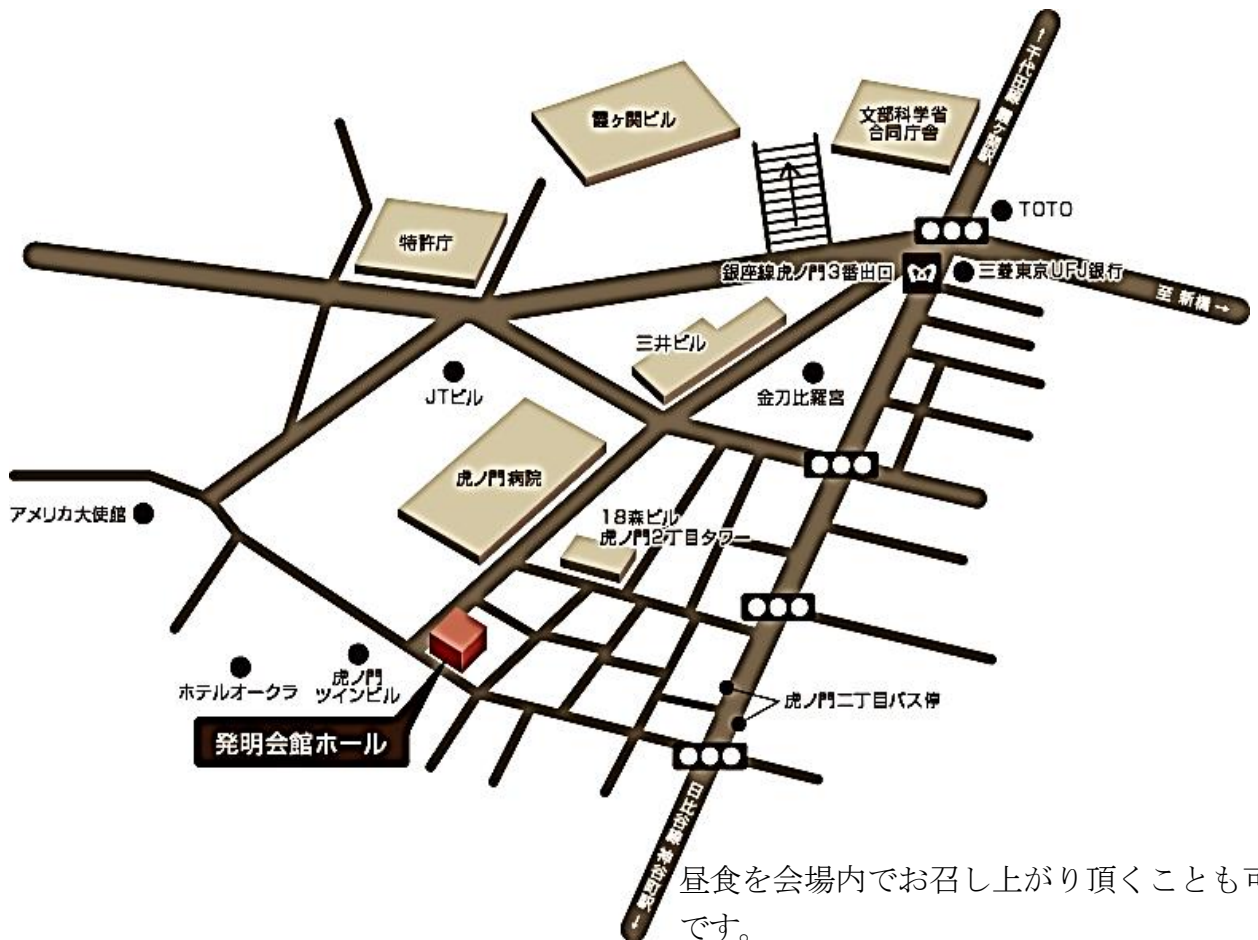 ↑千代田線 霞ヶ関駅
霞ヶ関ビル
文部科学省
合同庁舎
TOTO
特許庁
銀座線虎ノ門3番出口
三菱東京UFJ銀行
至 新橋→
三井ビル
JTビル
金刀比羅宮
虎ノ門病院
アメリカ大使館
18森ビル
虎ノ門2丁目タワー
ホテルオークラ
虎ノ門
ツインビル
虎ノ門二丁目バス停
発明会館ホール
日比谷線 神谷町駅→
昼食を会場内でお召し上がり頂くことも可
です。